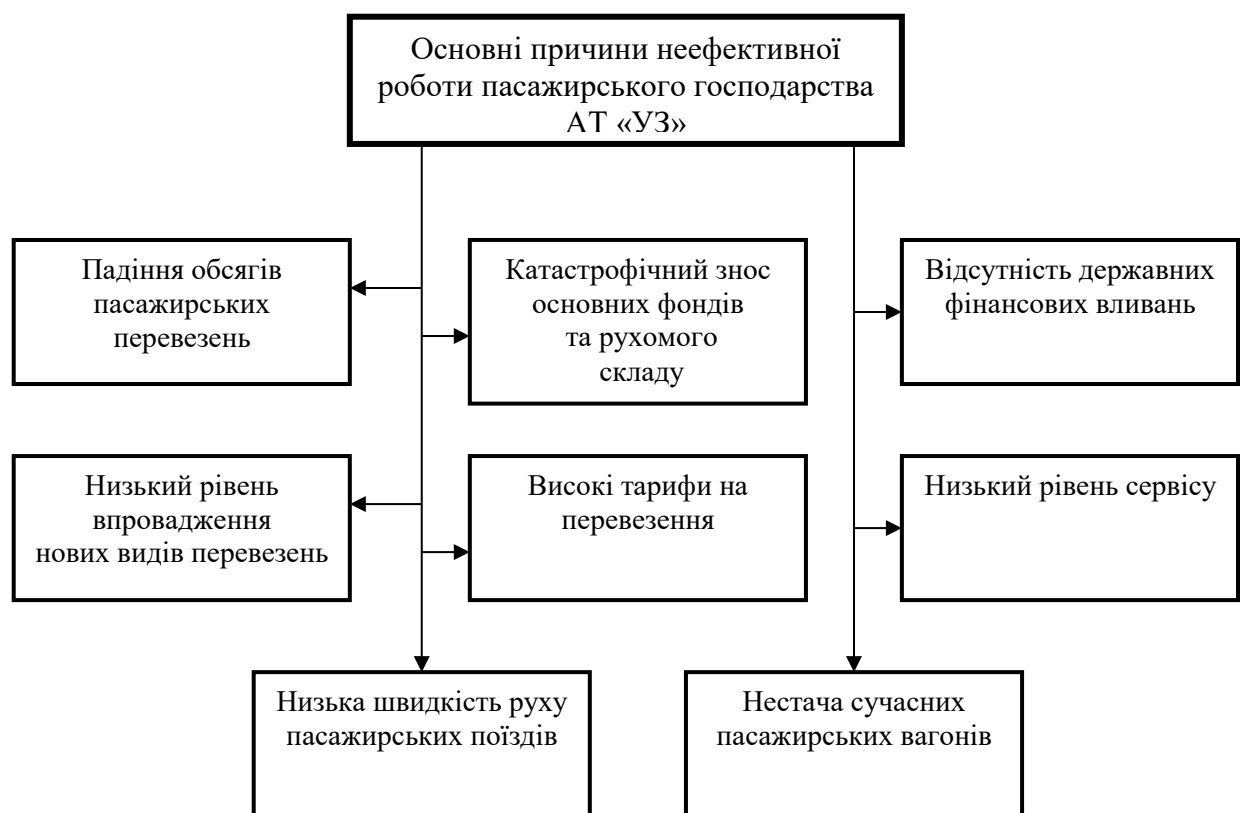 Основні причини неефективної
роботи пасажирського господарства
АТ «УЗ»
Падіння обсягів
пасажирських
перевезень
Катастрофічний знос
основних фондів
та рухомого
складу
Відсутність державних
фінансових вливань
Низький рівень
впровадження
нових видів перевезень
Високі тарифи на
перевезення
Низький рівень сервісу
Низька швидкість руху
пасажирських поїздів
Нестача сучасних
пасажирських вагонів